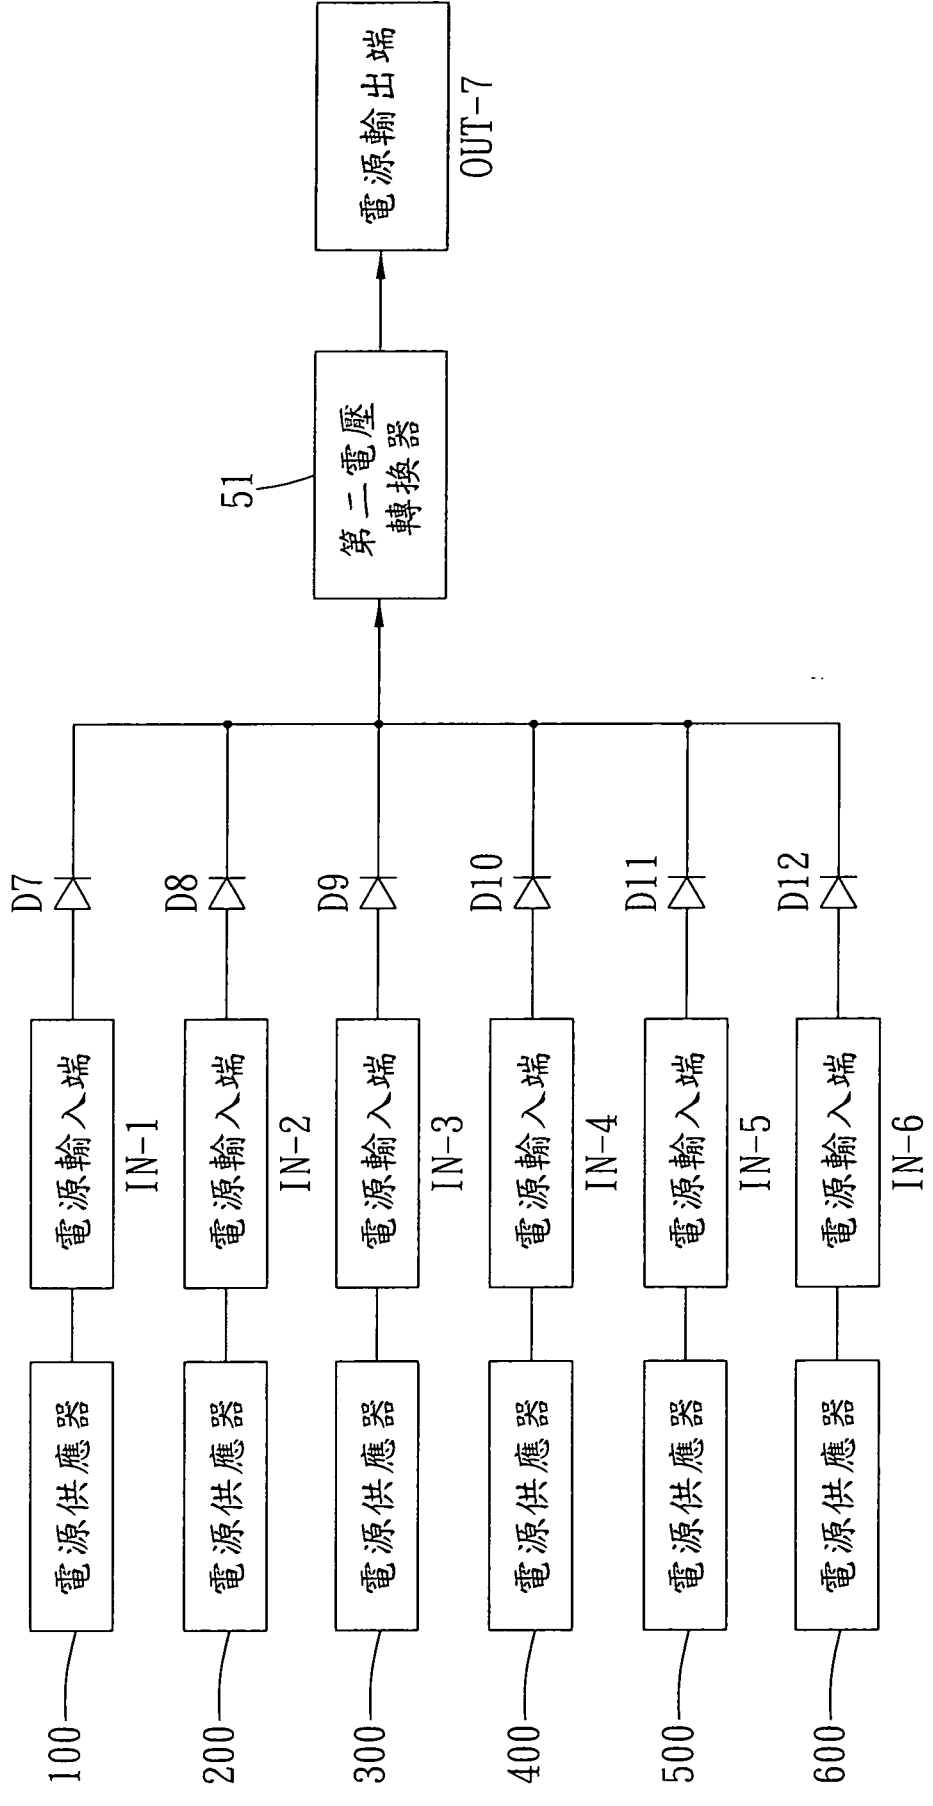 100
電源供應器
電源輸入端
IN-1
D7
200
電源供應器
電源輸入端
IN-2
D8
300
電源供應器
電源輸入端
IN-3
D9
400
電源供應器
電源輸入端
IN-4
D10
500
電源供應器
電源輸入端
IN-5
D11
600
電源供應器
電源輸入端
IN-6
D12
51
第二電壓
轉換器
電源輸出端
OUT-7